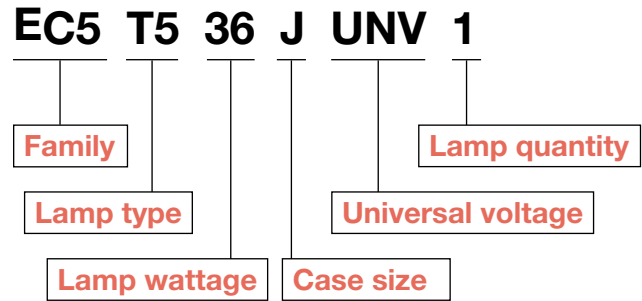 EC5 T5 36 J UNV 1
Family Lamp quantity
Lamp type Universal voltage
Lamp wattage Case size